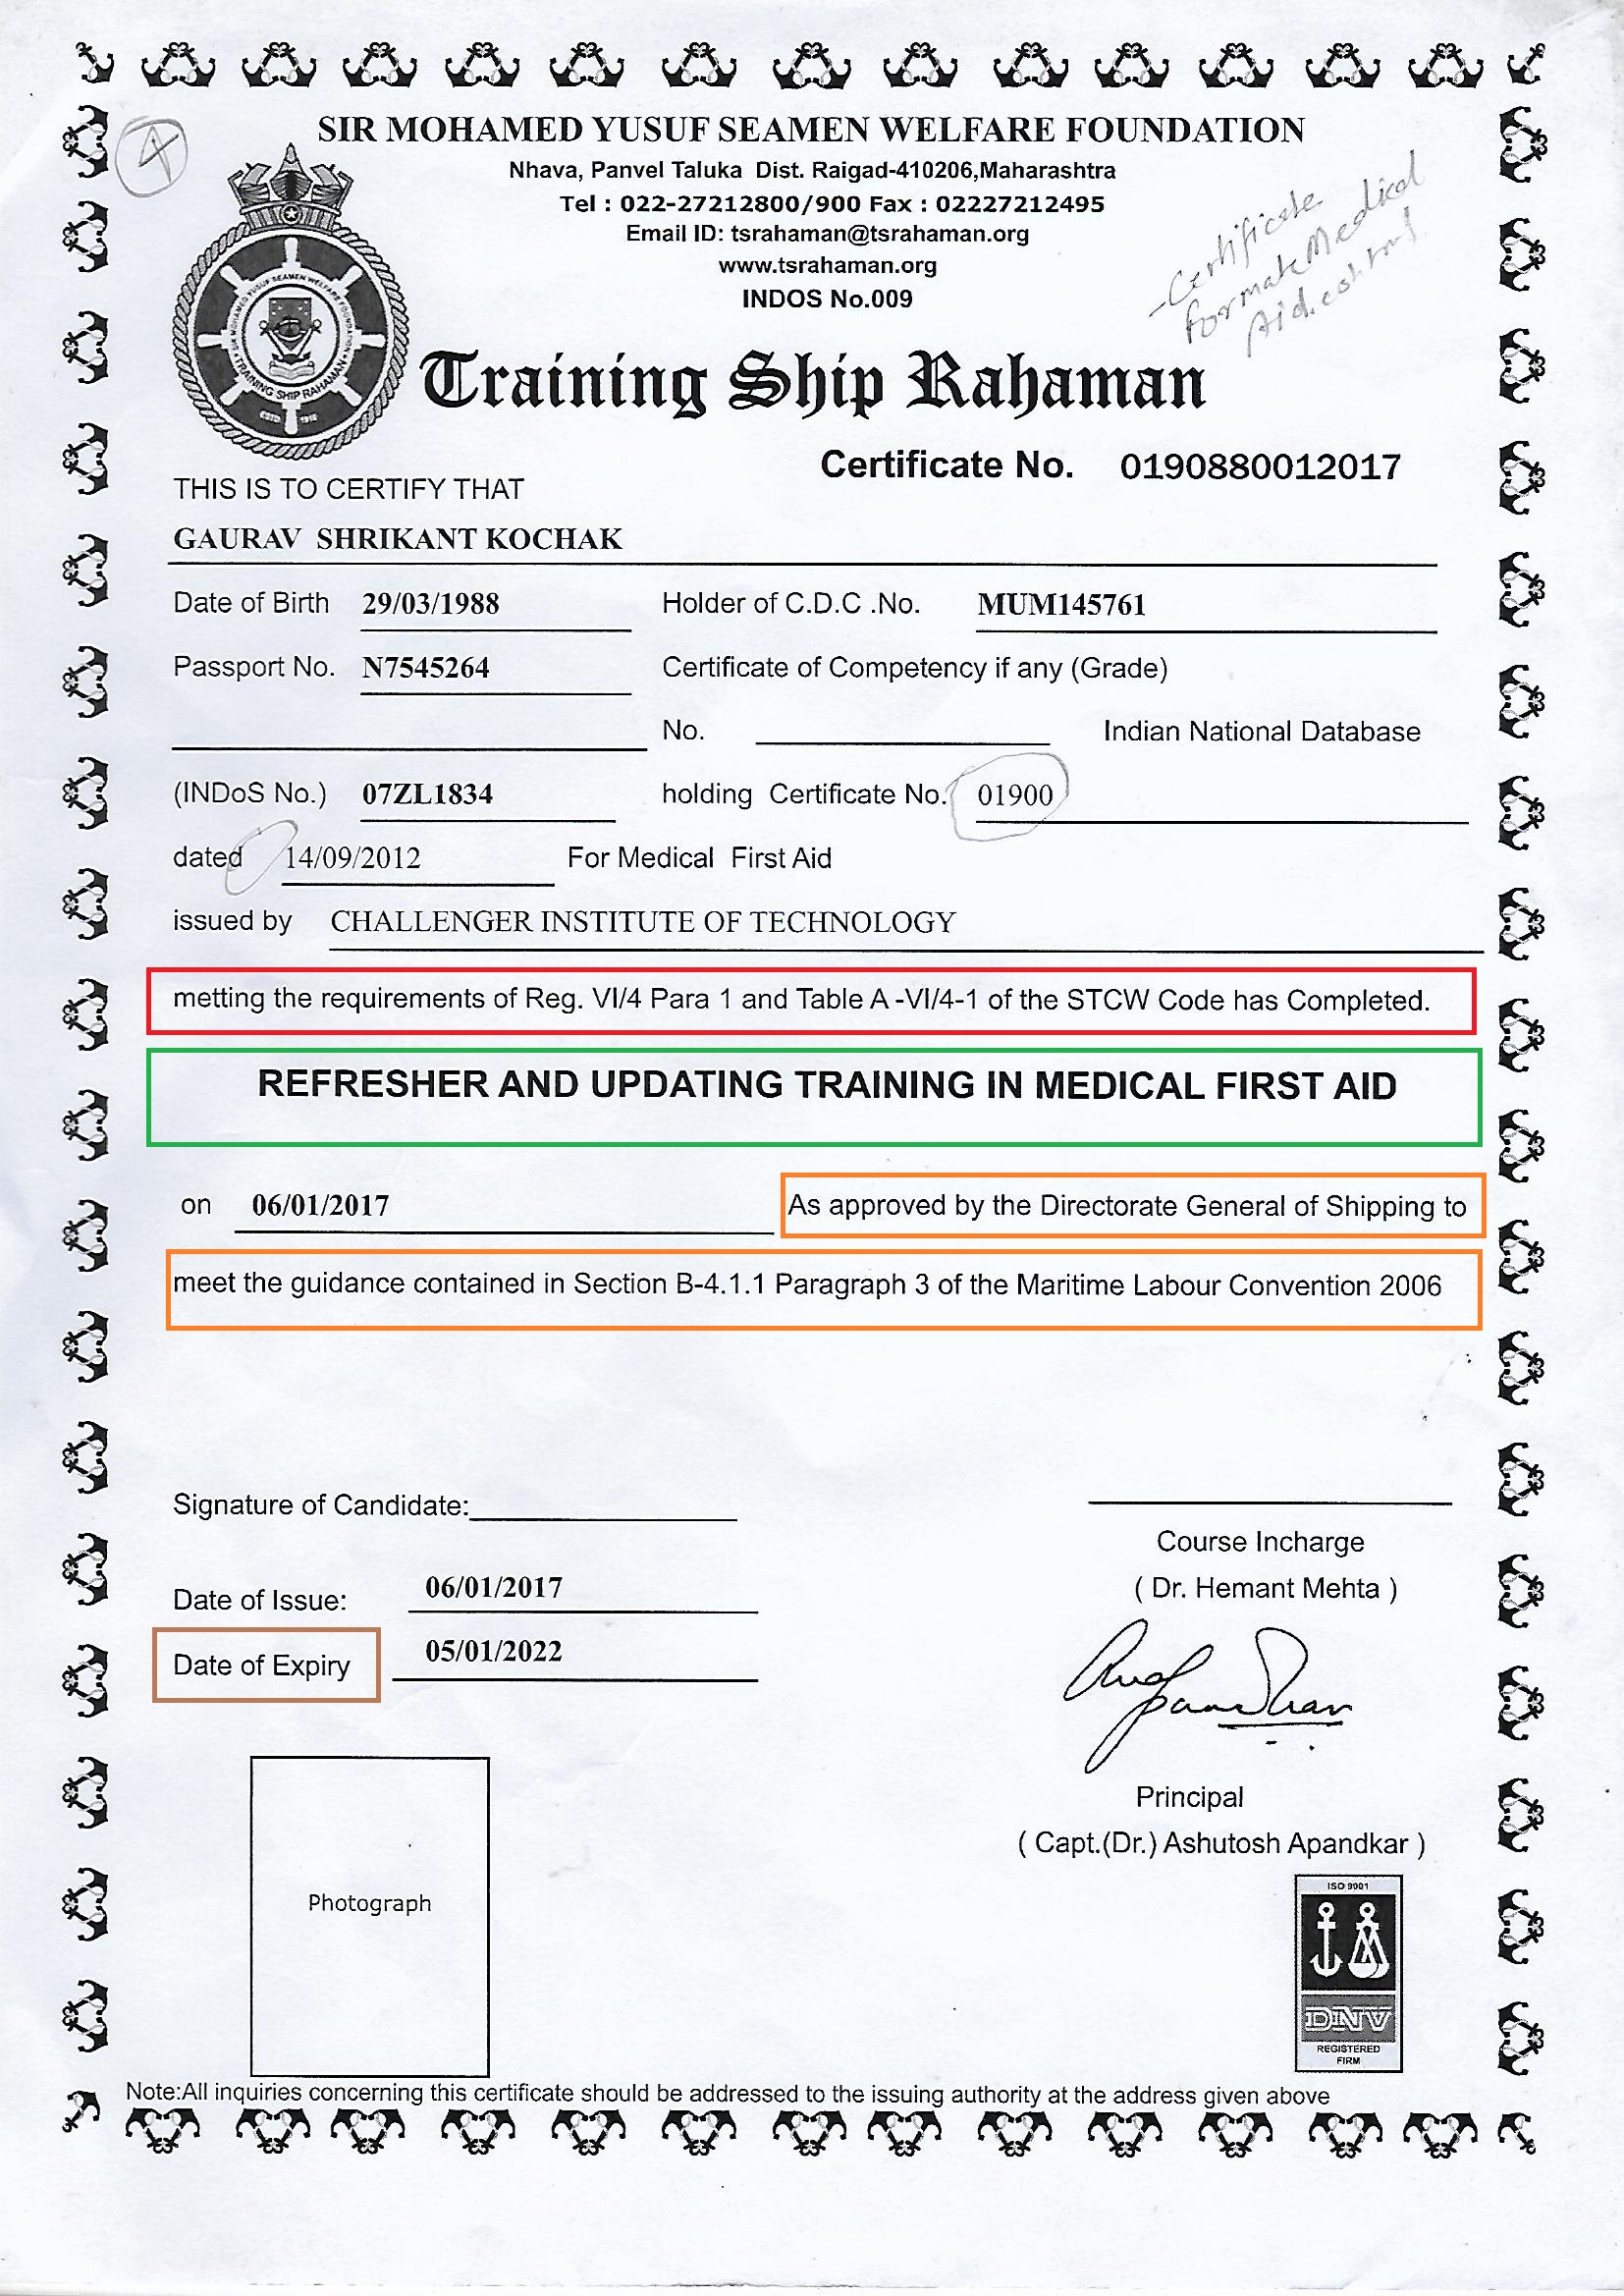 SIR MOHAMED YUSUF SEAMEN WELFARE FOUNDATION
Nhava, Panvel Taluka Dist. Raigad-410206,Maharashtra
Tel : 022-27212800/900 Fax : 02227212495
Email ID: tsrahaman@tsrahaman.org
www.tsrahaman.org
INDOS No.009
-Certificate
formate Medical
Aid.
SIR MOHAMED YUSUF SEAMEN WELFARE FOUNDATION
TRAINING SHIP RAHAMAN
ESTD 1910
Training Ship Rahaman
Certificate No. 0190880012017
THIS IS TO CERTIFY THAT
GAURAV SHRIKANT KOCHAK
Date of Birth 29/03/1988 Holder of C.D.C .No. MUM145761
Passport No. N7545264 Certificate of Competency if any (Grade)
No. Indian National Database
(INDoS No.) 07ZL1834 holding Certificate No. 01900
dated 14/09/2012 For Medical First Aid
issued by CHALLENGER INSTITUTE OF TECHNOLOGY
metting the requirements of Reg. VI/4 Para 1 and Table A -VI/4-1 of the STCW Code has Completed.
REFRESHER AND UPDATING TRAINING IN MEDICAL FIRST AID
on 06/01/2017 As approved by the Directorate General of Shipping to
meet the guidance contained in Section B-4.1.1 Paragraph 3 of the Maritime Labour Convention 2006
Signature of Candidate:
Course Incharge
( Dr. Hemant Mehta )
Date of Issue: 06/01/2017
Date of Expiry 05/01/2022
Principal
( Capt.(Dr.) Ashutosh Apandkar )
Photograph
ISO 9001
DNV
REGISTERED
FIRM
Note:All inquiries concerning this certificate should be addressed to the issuing authority at the address given above